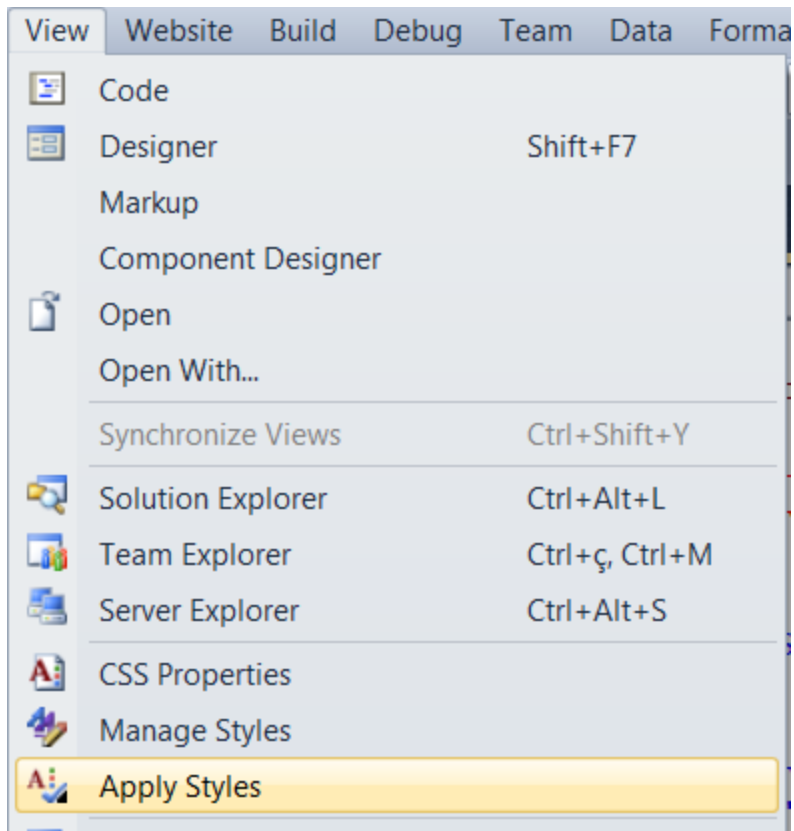 View Website Build Debug Team Data Forma
Code
Designer Shift+F7
Markup
Component Designer
Open
Open With...
Synchronize Views Ctrl+Shift+Y
Solution Explorer Ctrl+Alt+L
Team Explorer Ctrl+ç, Ctrl+M
Server Explorer Ctrl+Alt+S
CSS Properties
Manage Styles
Apply Styles